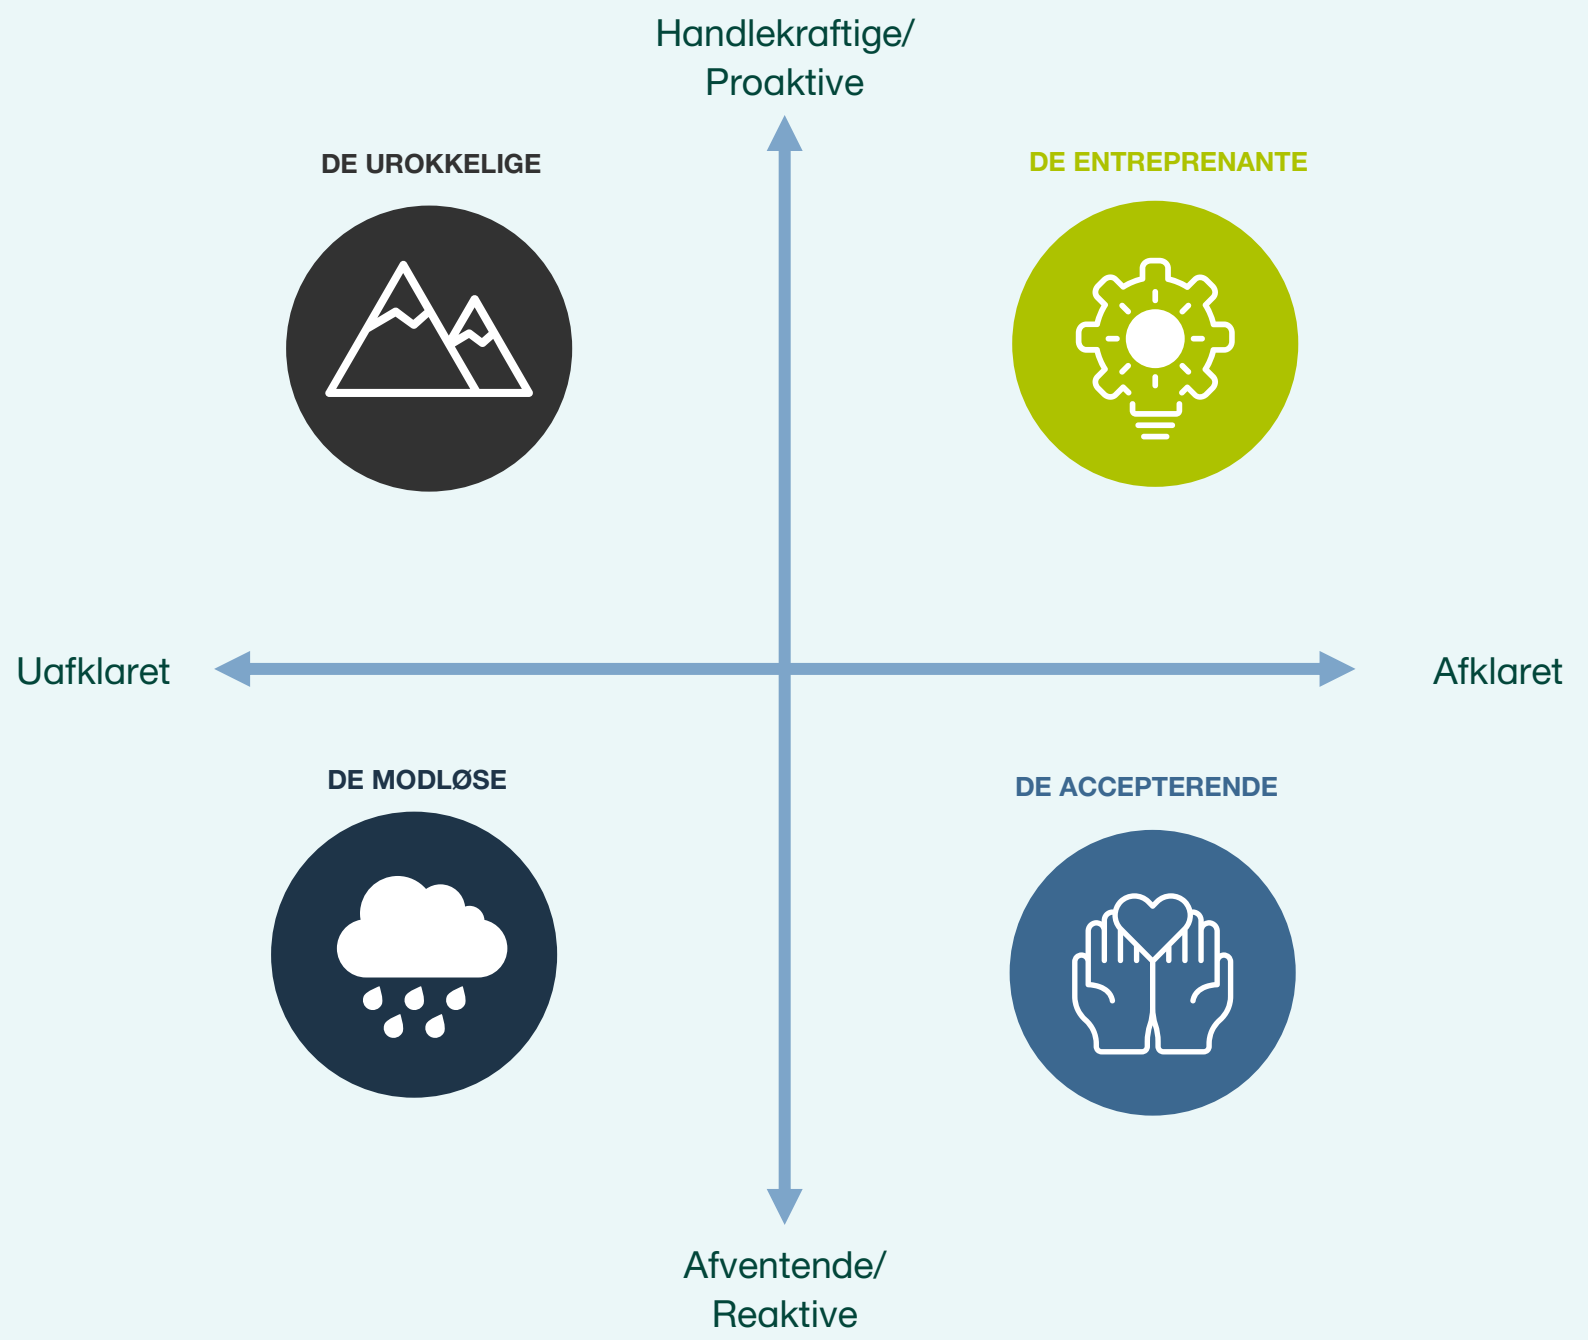 Handlekraftige/
Proaktive
DE UROKKELIGE
DE ENTREPRENANTE
Uafklaret
Afklaret
DE MODLØSE
DE ACCEPTERENDE
Afventende/
Reaktive